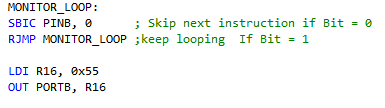 MONITOR_LOOP:
SBIC PINB, 0 ; Skip next instruction if Bit = 0
RJMP MONITOR_LOOP ;keep looping If Bit = 1
LDI R16, 0x55
OUT PORTB, R16